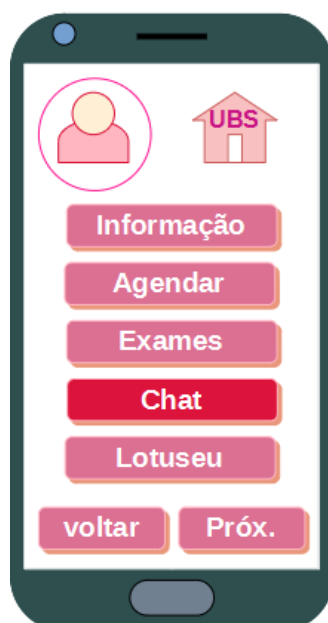 UBS
Informação
Agendar
Exames
Chat
Lotuseu
voltar
Próx.